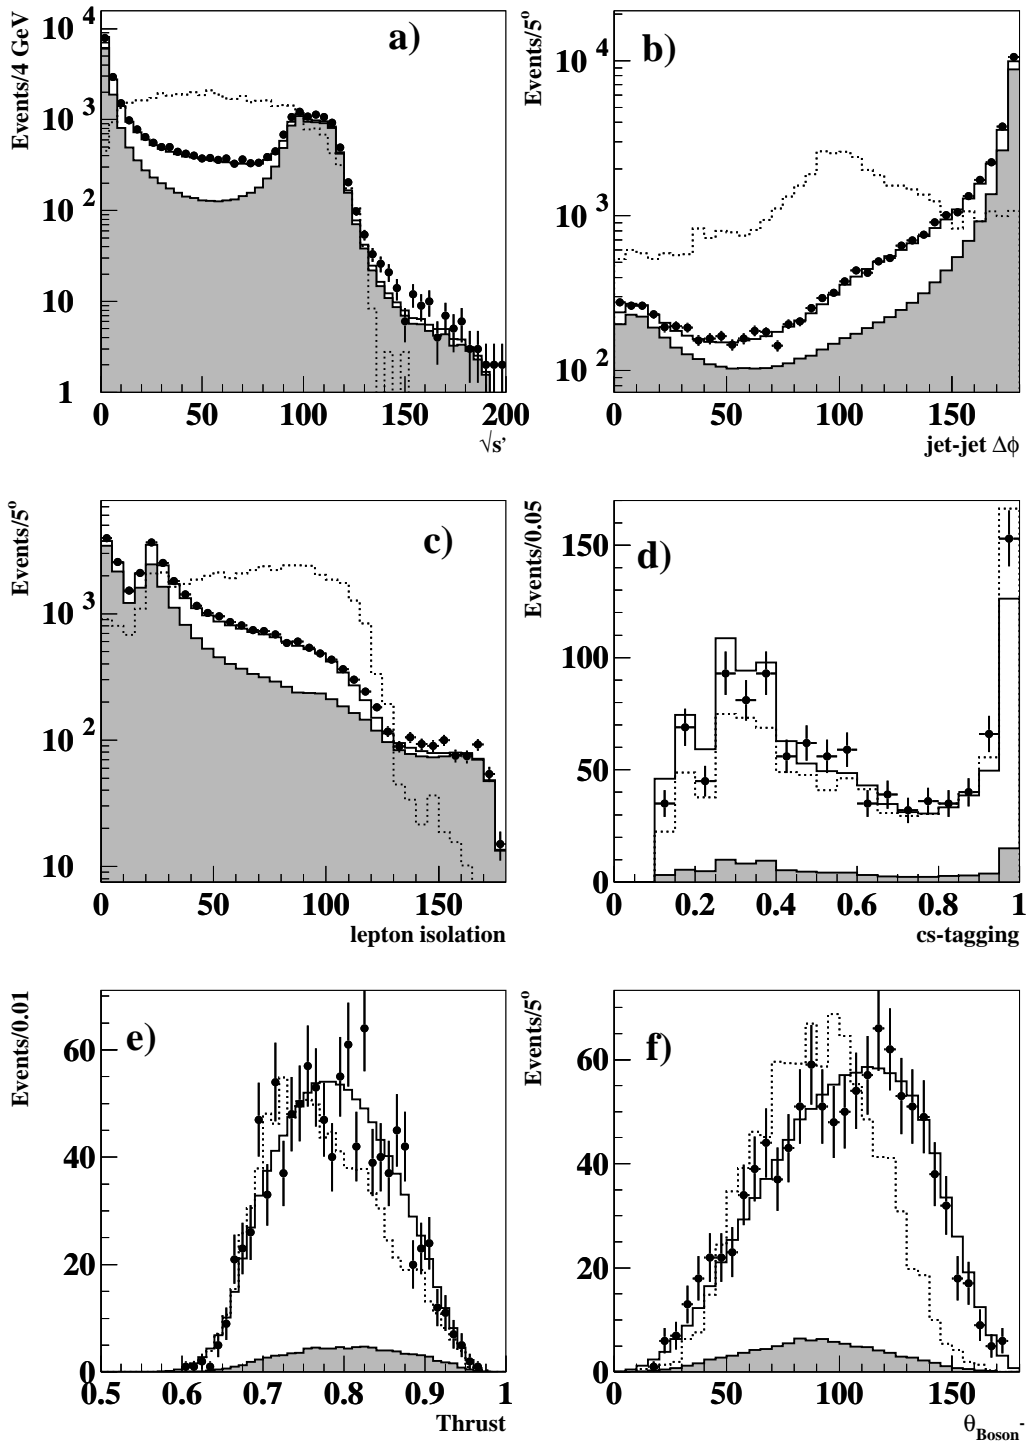 Events/4 GeV
a)
10 4
10 3
10 2
10
1
0 50 100 150 200
√s'
Events/5°
b)
10 4
10 3
10 2
0 50 100 150
jet-jet Δϕ
Events/5°
c)
10 3
10 2
10
0 50 100 150
lepton isolation
Events/0.05
d)
150
100
50
0
0 0.2 0.4 0.6 0.8 1
cs-tagging
Events/0.01
e)
60
40
20
0
0.5 0.6 0.7 0.8 0.9 1
Thrust
Events/5°
f)
60
40
20
0
0 50 100 150
θBoson-